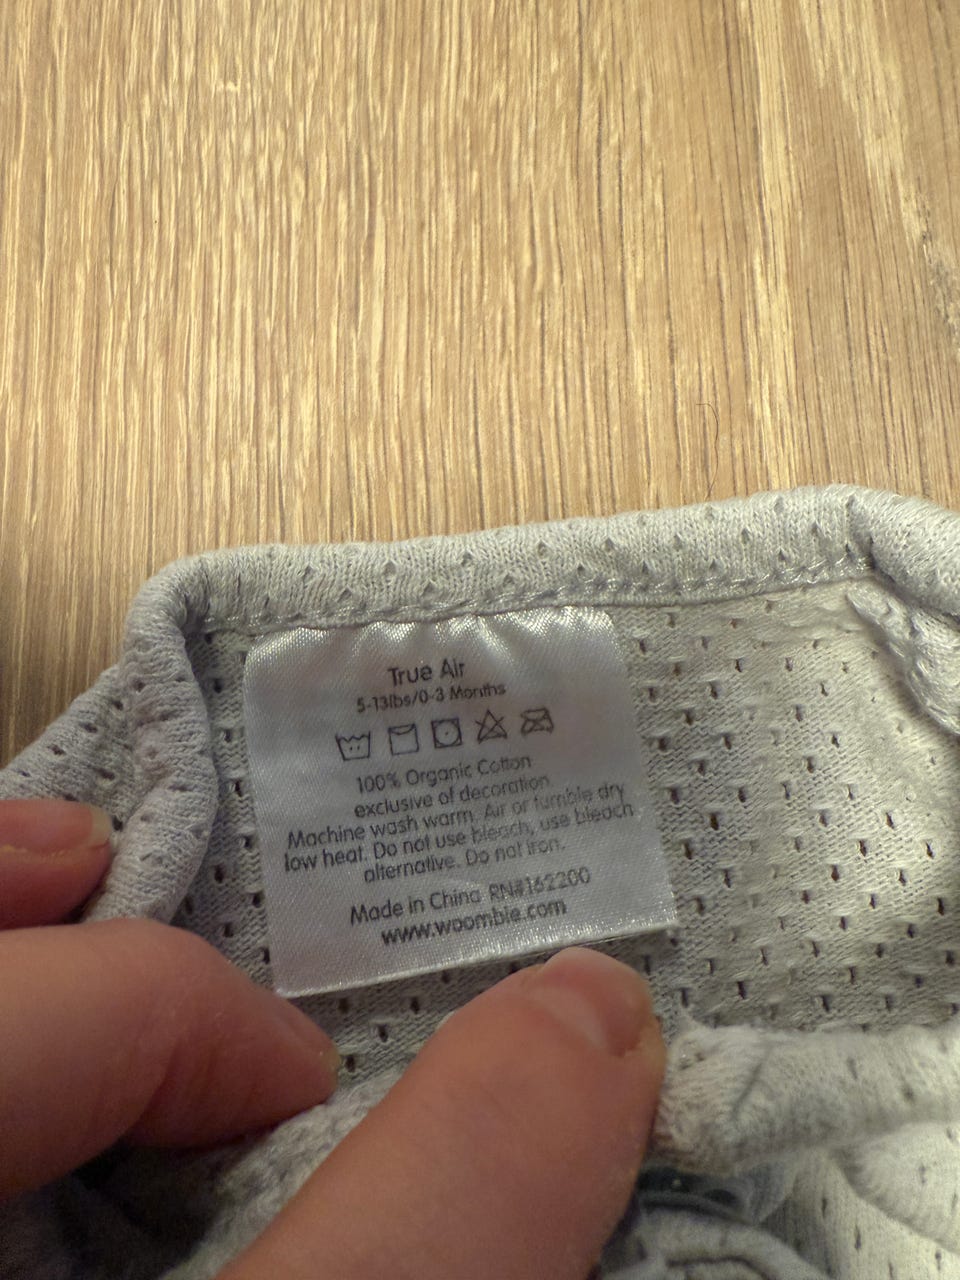 True Air
5-13lbs/0-3 Months
100% Organic Cotton
exclusive of decoration
Machine wash warm. Air or tumble dry
low heat. Do not use bleach, use bleach
alternative. Do not iron.
Made in China RN#162200
www.woombie.com